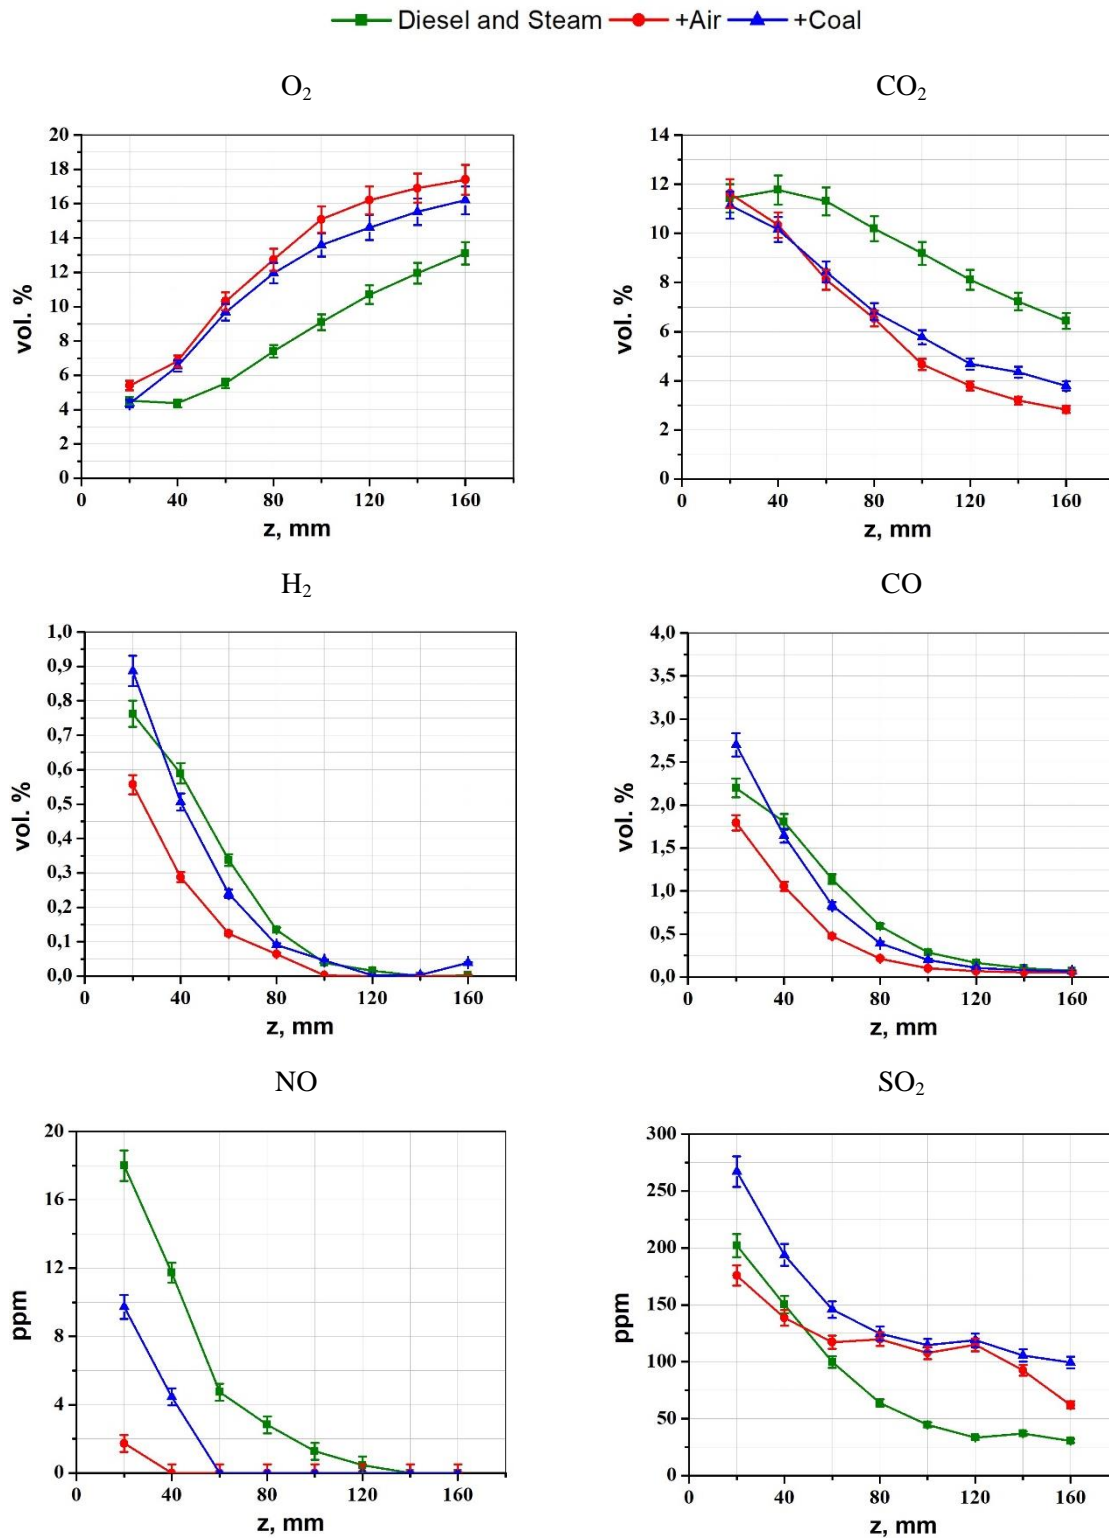 Diesel and Steam +Air +Coal
O₂
20
18
16
14
12
10
8
6
4
2
0
vol. %
0 40 80 120 160
z, mm
CO₂
14
12
10
8
6
4
2
0
vol. %
0 40 80 120 160
z, mm
H₂
1,0
0,9
0,8
0,7
0,6
0,5
0,4
0,3
0,2
0,1
0,0
vol. %
0 40 80 120 160
z, mm
CO
4,0
3,5
3,0
2,5
2,0
1,5
1,0
0,5
0,0
vol. %
0 40 80 120 160
z, mm
NO
20
16
12
8
4
0
ppm
0 40 80 120 160
z, mm
SO₂
300
250
200
150
100
50
0
ppm
0 40 80 120 160
z, mm